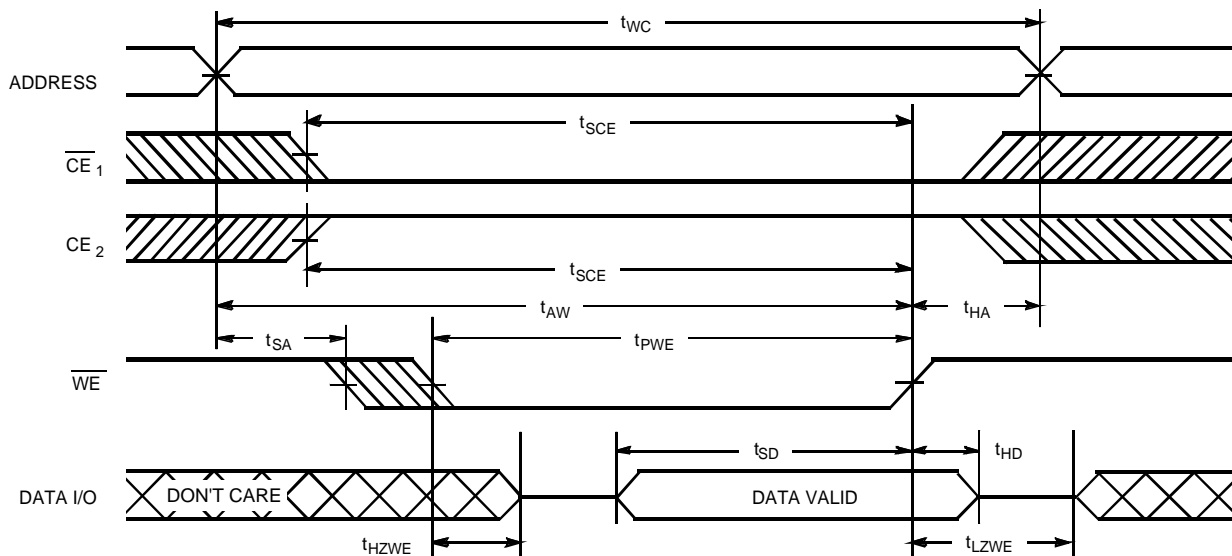 tWC
ADDRESS
tSCE
CE1
CE2
tSCE
tAW
tHA
tSA
tPWE
WE
tSD
tHD
DATA I/O
DON'T CARE
DATA VALID
tHZWE
tLZWE